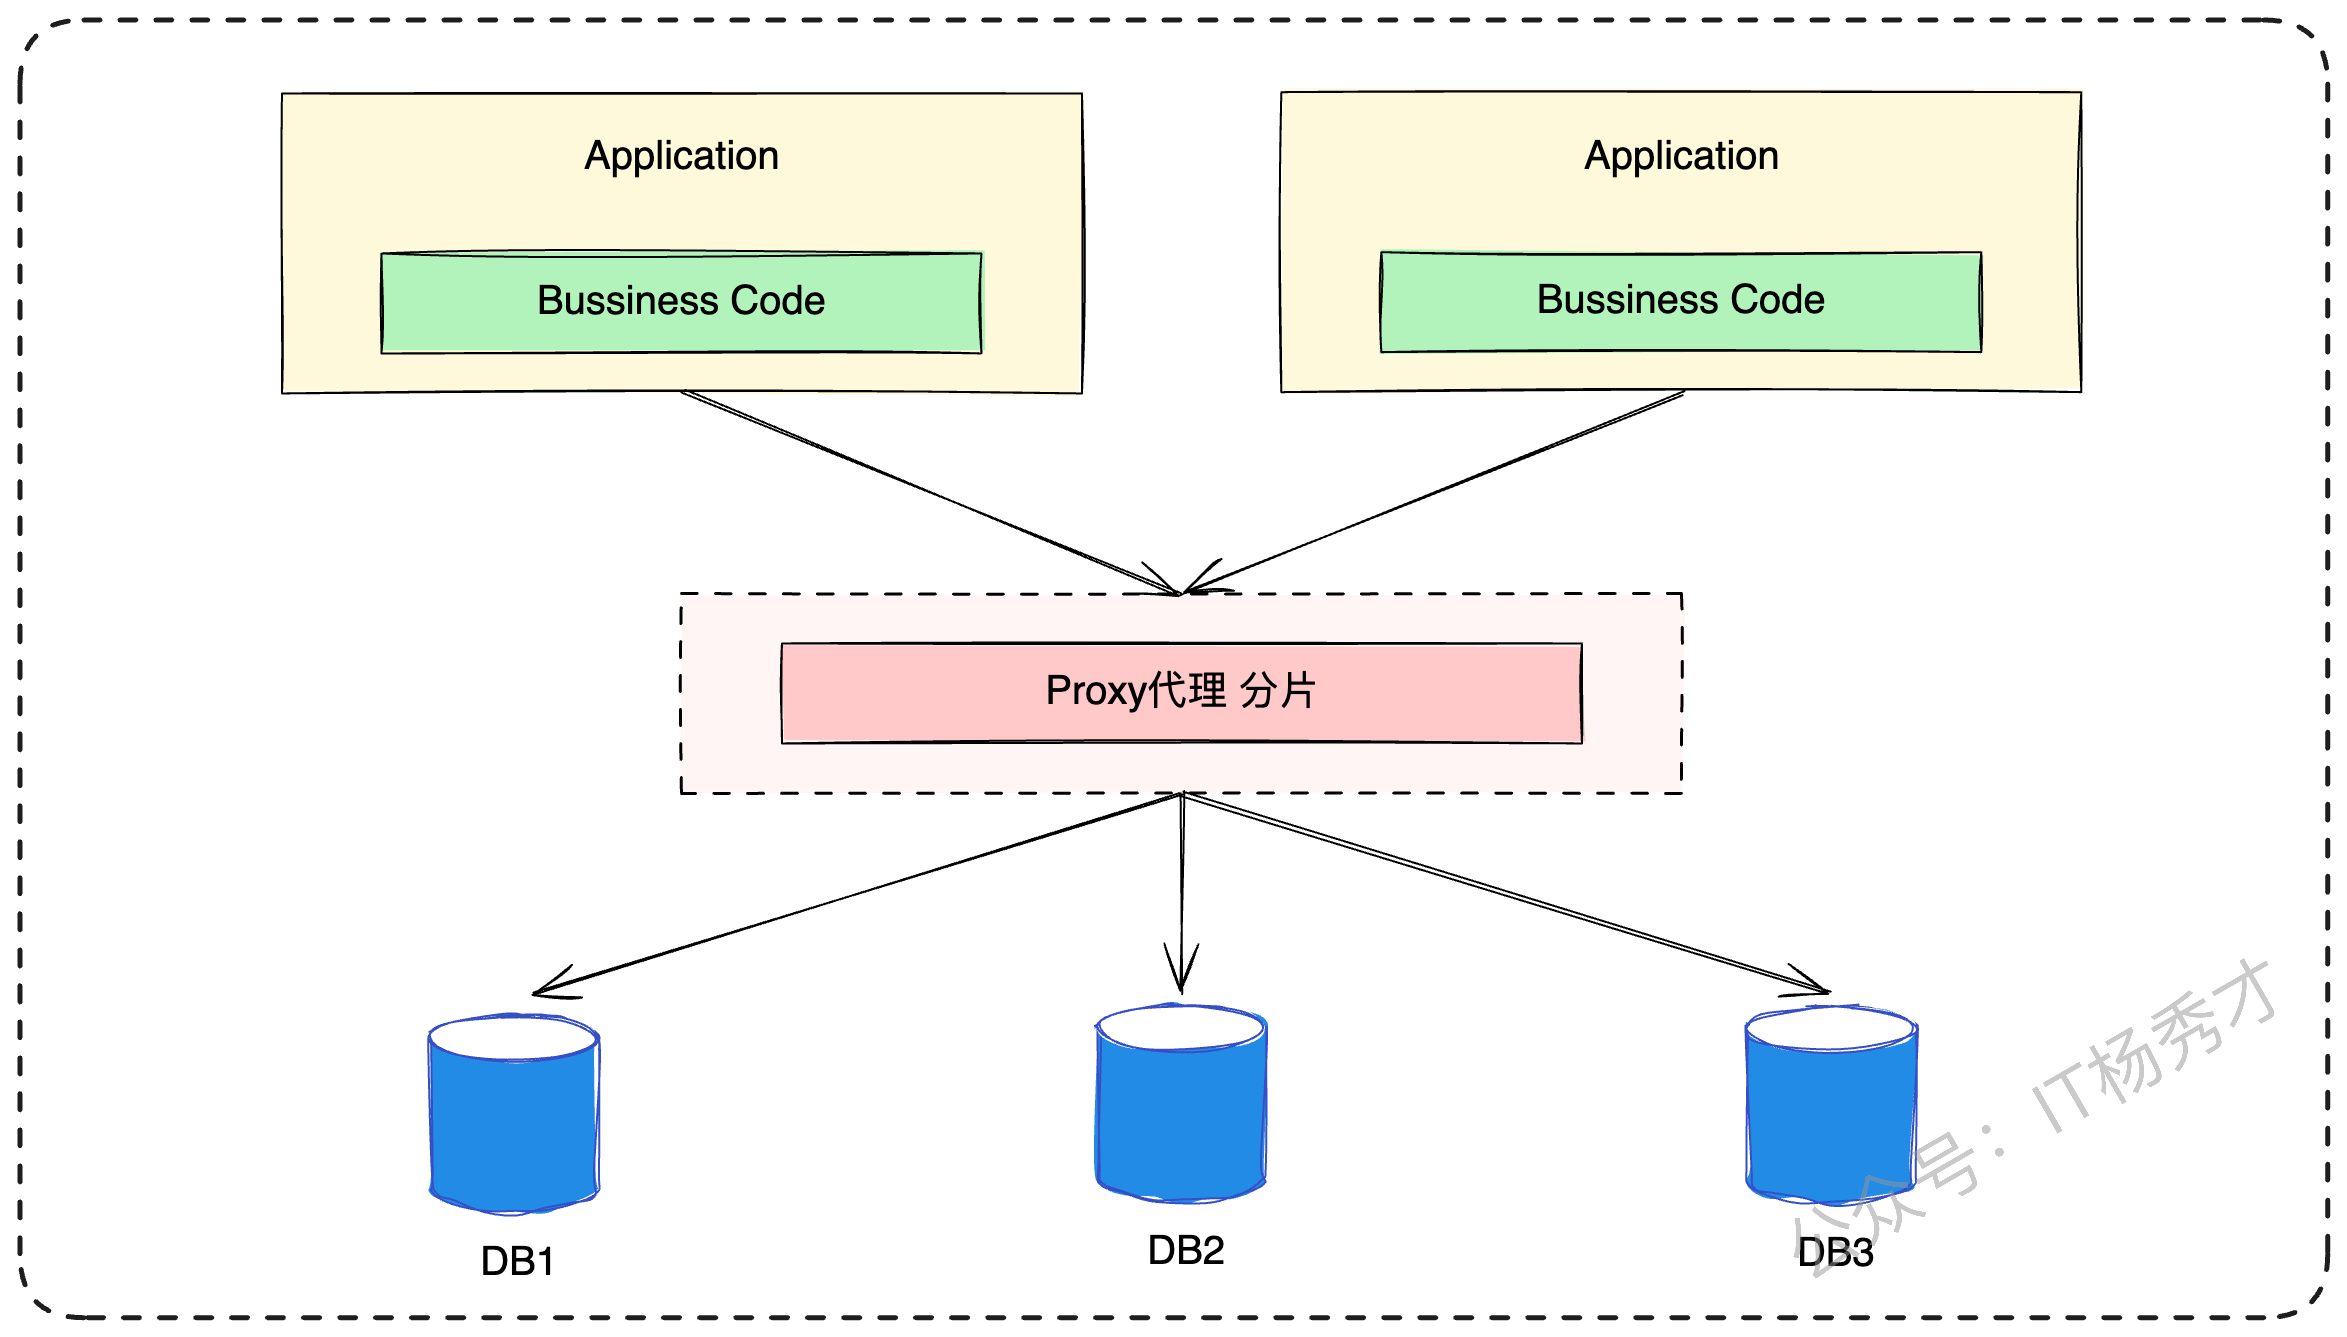 Application
Application
Bussiness Code
Bussiness Code
Proxy代理 分片
DB1
DB2
DB3
公众号：IT杨秀才